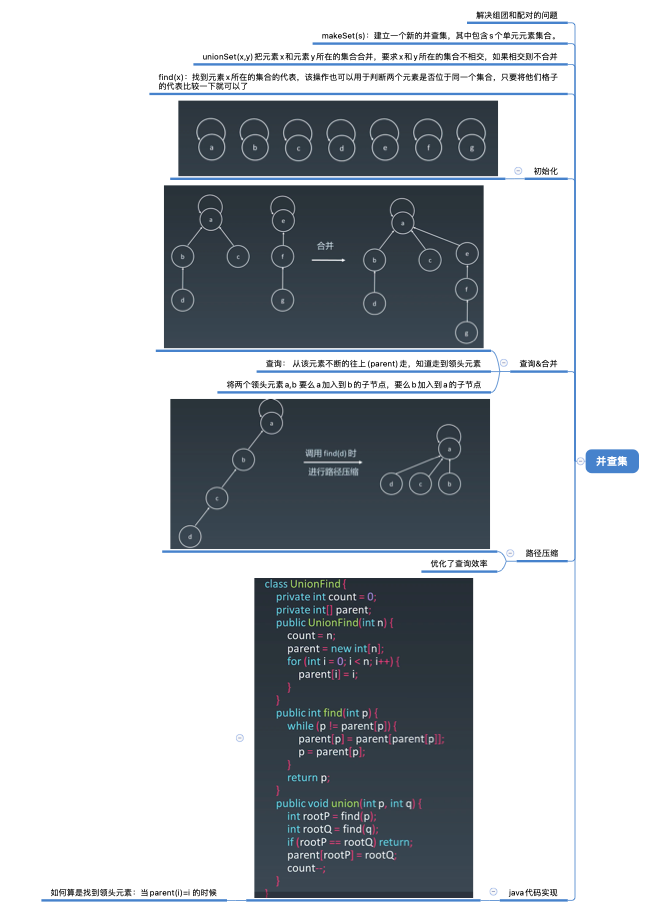 解决组团和配对的问题
makeSet(s)：建立一个新的并查集，其中包含 s 个单元元素集合。
unionSet(x,y) 把元素 x 和元素 y 所在的集合合并，要求 x 和 y 所在的集合不相交，如果相交则不合并
find(x)：找到元素 x 所在的集合的代表，该操作也可以用于判断两个元素是否位于同一个集合，只要将他们格子
的代表比较一下就可以了
a b c d e f g
初始化
a e a
合并
b c f b c e
d g d f
g
查询： 从该元素不断的往上 (parent) 走，知道走到领头元素
查询&合并
将两个领头元素 a,b 要么 a 加入到 b 的子节点，要么 b 加入到 a 的子节点
并查集
a
调用 find(d) 时
进行路径压缩
a
b
d c b
c
d
路径压缩
优化了查询效率
class UnionFind {
private int count = 0;
private int[] parent;
public UnionFind(int n) {
count = n;
parent = new int[n];
for (int i = 0; i < n; i++) {
parent[i] = i;
}
}
public int find(int p) {
while (p != parent[p]) {
parent[p] = parent[parent[p]];
p = parent[p];
}
return p;
}
public void union(int p, int q) {
int rootP = find(p);
int rootQ = find(q);
if (rootP == rootQ) return;
parent[rootP] = rootQ;
count--;
}
}
如何算是找到领头元素：当 parent(i)=i 的时候
java 代码实现